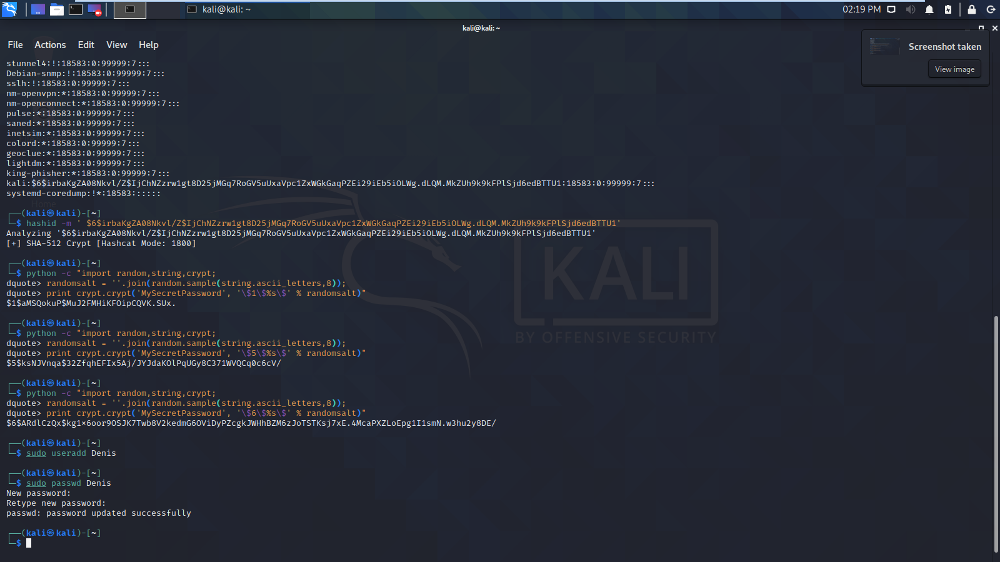 kali@kali: ~
02:19 PM
kali@kali: ~
File Actions Edit View Help
Screenshot taken
View image
stunnel4:!:18583:0:99999:7:::
Debian-snmp:!:18583:0:99999:7:::
sslh:!:18583:0:99999:7:::
nm-openvpn:*:18583:0:99999:7:::
nm-openconnect:*:18583:0:99999:7:::
pulse:*:18583:0:99999:7:::
saned:*:18583:0:99999:7:::
inetsim:*:18583:0:99999:7:::
colord:*:18583:0:99999:7:::
geoclue:*:18583:0:99999:7:::
lightdm:*:18583:0:99999:7:::
king-phisher:*:18583:0:99999:7:::
kali:$6$irbaKgZA08Nkvl/Z$IjChNZzrw1gt8D25jMGq7RoGV5uUxaVpc1ZxWGkGaqPZEi29iEb5iOLWg.dLQM.MkZUh9k9kFPlSjd6edBTTU1:18583:0:99999:7:::
systemd-coredump:!*:18583::::::
Home
┌──(kali㉿kali)-[~]
└─$ hashid -m ' $6$irbaKgZA08Nkvl/Z$IjChNZzrw1gt8D25jMGq7RoGV5uUxaVpc1ZxWGkGaqPZEi29iEb5iOLWg.dLQM.MkZUh9k9kFPlSjd6edBTTU1'
Analyzing '$6$irbaKgZA08Nkvl/Z$IjChNZzrw1gt8D25jMGq7RoGV5uUxaVpc1ZxWGkGaqPZEi29iEb5iOLWg.dLQM.MkZUh9k9kFPlSjd6edBTTU1'
[+] SHA-512 Crypt [Hashcat Mode: 1800]
┌──(kali㉿kali)-[~]
└─$ python -c "import random,string,crypt;
dquote> randomsalt = ''.join(random.sample(string.ascii_letters,8));
dquote> print crypt.crypt('MySecretPassword', '\$1\$%s\$' % randomsalt)"
$1$aMSQokuP$MuJ2FMHiKFOipCQVK.SUx.
┌──(kali㉿kali)-[~]
└─$ python -c "import random,string,crypt;
dquote> randomsalt = ''.join(random.sample(string.ascii_letters,8));
dquote> print crypt.crypt('MySecretPassword', '\$5\$%s\$' % randomsalt)"
$5$ksNJVnqa$32ZfqhEFIx5Aj/JYJdaKOlPqUGy8C371WVQCq0c6cV/
┌──(kali㉿kali)-[~]
└─$ python -c "import random,string,crypt;
dquote> randomsalt = ''.join(random.sample(string.ascii_letters,8));
dquote> print crypt.crypt('MySecretPassword', '\$6\$%s\$' % randomsalt)"
$6$ARdlCzQx$kg1×6oor9OSJK7Twb8V2kedmG6OViDyPZcgkJWHhBZM6zJoTSTKsj7xE.4McaPXZLoEpg1I1smN.w3hu2y8DE/
┌──(kali㉿kali)-[~]
└─$ sudo useradd Denis
┌──(kali㉿kali)-[~]
└─$ sudo passwd Denis
New password:
Retype new password:
passwd: password updated successfully
┌──(kali㉿kali)-[~]
└─$
KALI
BY OFFENSIVE SECURITY